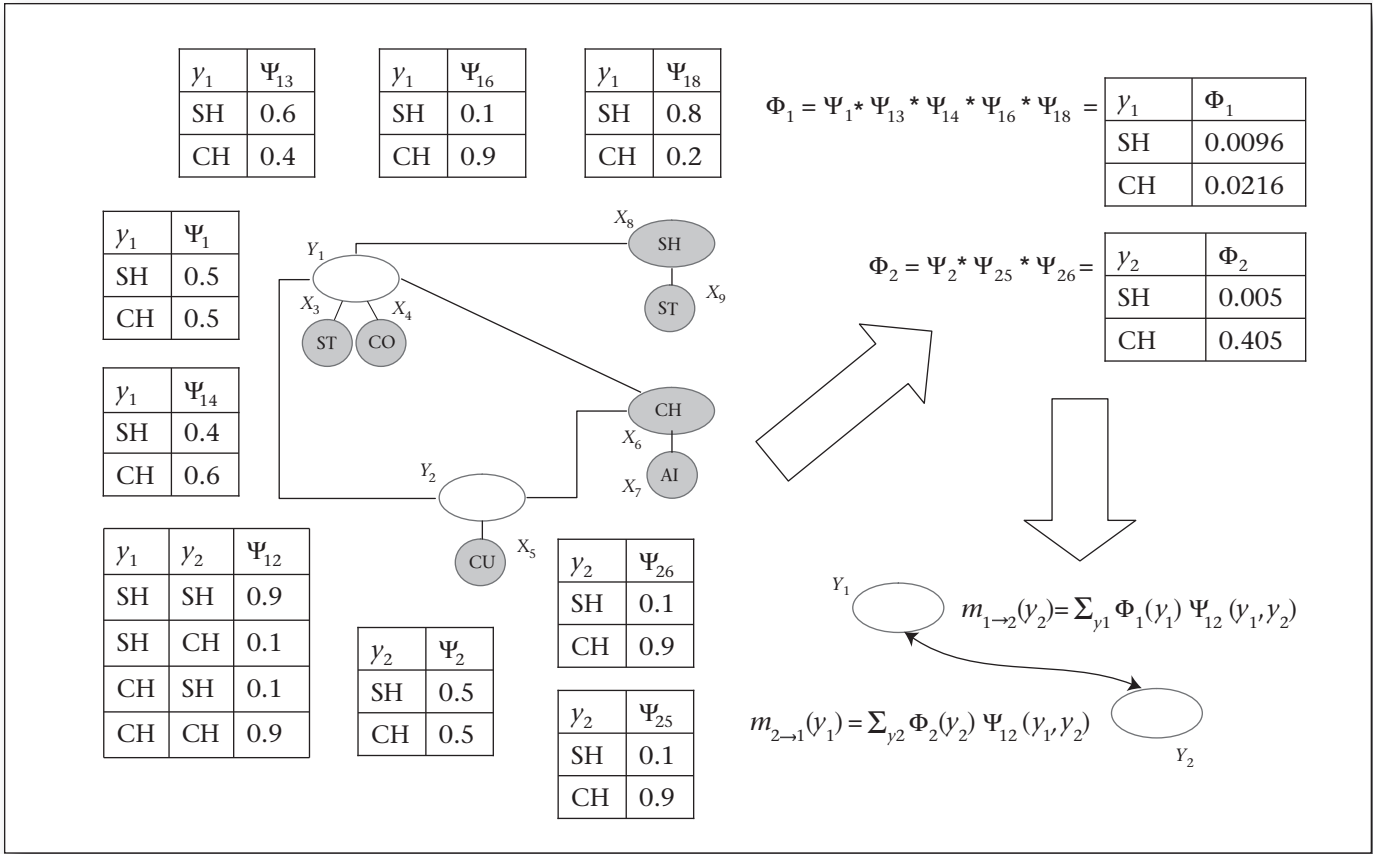 y₁ Ψ₁₃
SH 0.6
CH 0.4
y₁ Ψ₁₆
SH 0.1
CH 0.9
y₁ Ψ₁₈
SH 0.8
CH 0.2
Φ₁ = Ψ₁* Ψ₁₃ * Ψ₁₄ * Ψ₁₆ * Ψ₁₈ =
y₁ Φ₁
SH 0.0096
CH 0.0216
y₁ Ψ₁
SH 0.5
CH 0.5
Y₁
X₃
X₄
ST
CO
X₈
SH
X₉
ST
Φ₂ = Ψ₂* Ψ₂₅ * Ψ₂₆=
y₂ Φ₂
SH 0.005
CH 0.405
y₁ Ψ₁₄
SH 0.4
CH 0.6
CH
X₆
X₇
AI
Y₂
X₅
CU
y₁ y₂ Ψ₁₂
SH SH 0.9
SH CH 0.1
CH SH 0.1
CH CH 0.9
y₂ Ψ₂
SH 0.5
CH 0.5
y₂ Ψ₂₆
SH 0.1
CH 0.9
y₂ Ψ₂₅
SH 0.1
CH 0.9
Y₁
m₁→₂(y₂)= Σy1 Φ₁(y₁) Ψ₁₂ (y₁,y₂)
m₂→₁(y₁) = Σy2 Φ₂(y₂) Ψ₁₂ (y₁,y₂)
Y₂